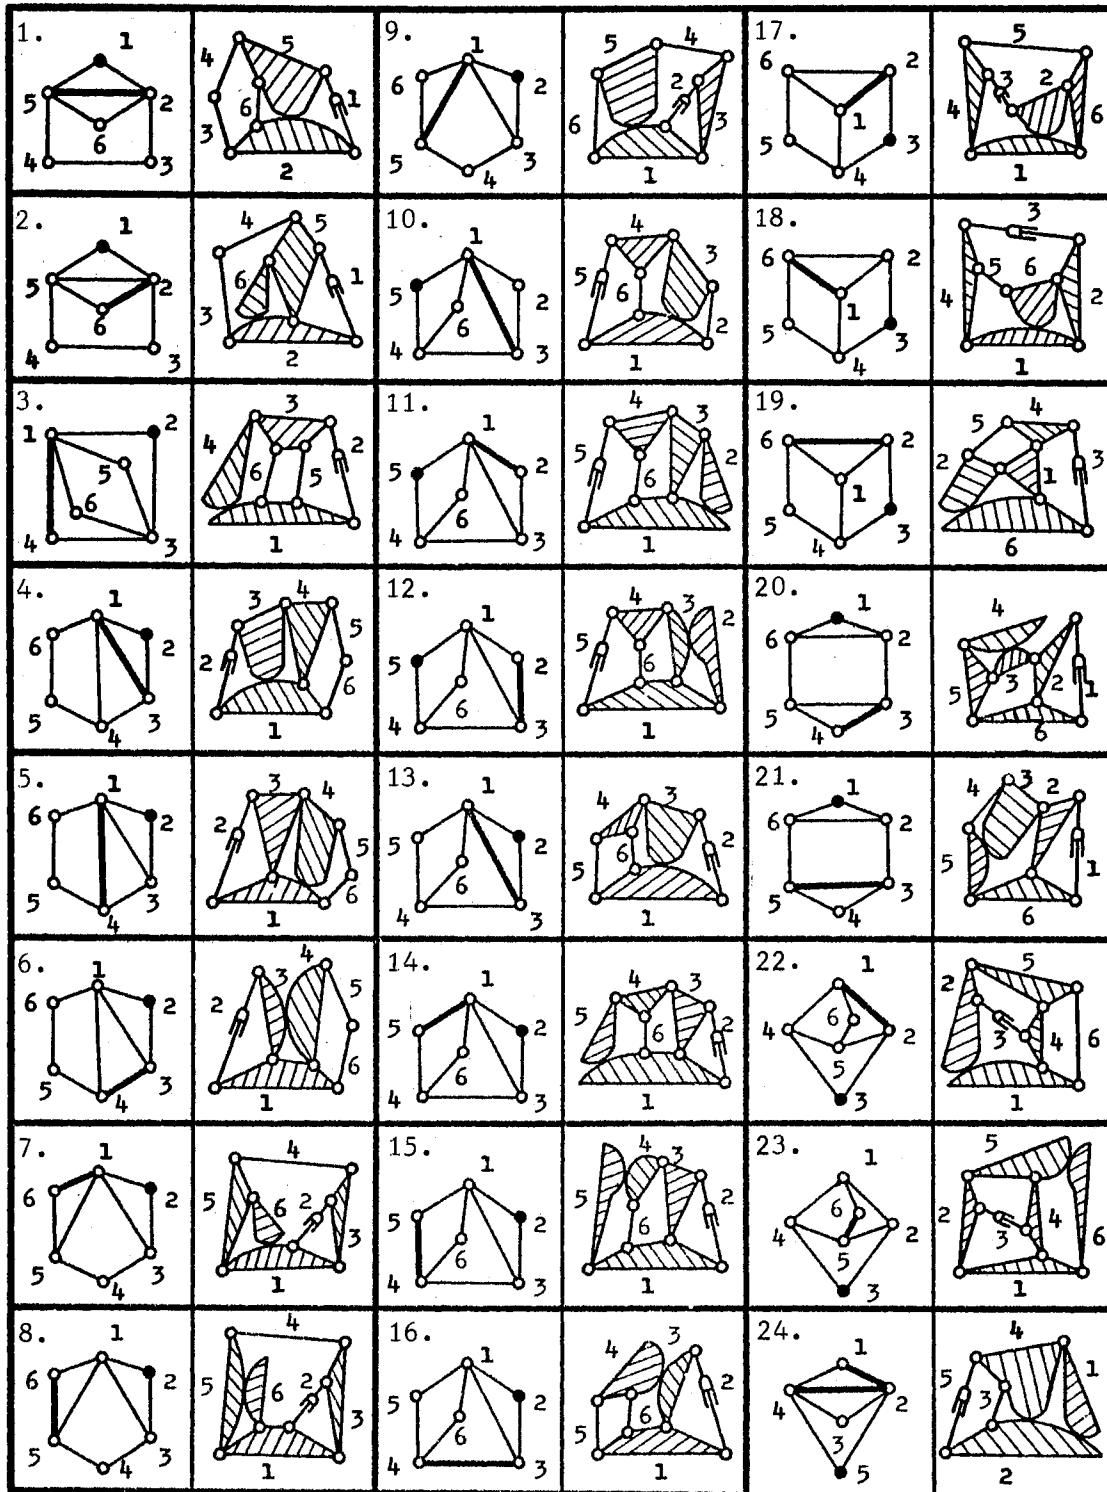 1. 1 5 2 6 4 3
4 5 6 1 3 2
9. 1 6 2 5 3 4
5 4 2 6 3 1
17. 6 2 1 5 3 4
5 3 2 4 6 1
2. 1 5 2 6 4 3
4 5 6 1 3 2
10. 1 5 2 6 4 3
4 3 5 6 2 1
18. 6 2 1 5 3 4
3 5 6 4 2 1
3. 1 2 5 6 4 3
3 4 2 6 5 1
11. 1 5 2 6 4 3
4 3 5 2 6 1
19. 6 2 1 5 3 4
4 5 2 3 1 6
4. 1 6 2 5 3 4
4 3 5 2 6 1
12. 1 5 2 6 4 3
4 3 2 5 6 1
20. 1 6 2 5 3 4
4 5 3 2 1 6
5. 1 6 2 5 3 4
3 4 2 5 6 1
13. 1 5 2 6 4 3
4 3 2 5 6 1
21. 1 6 2 5 3 4
3 2 5 1 6
6. 1 6 2 5 3 4
4 3 5 2 6 1
14. 1 5 2 6 4 3
4 3 6 2 5 1
22. 1 6 4 2 5 3
5 2 3 4 6 1
7. 1 6 2 5 3 4
4 5 6 2 3 1
15. 1 5 2 6 4 3
4 3 5 2 6 1
23. 1 6 4 2 5 3
5 2 4 3 6 1
8. 1 6 2 5 3 4
4 5 6 2 3 1
16. 1 5 2 6 4 3
4 3 2 6 5 1
24. 1 4 2 3 5
4 5 3 1 2